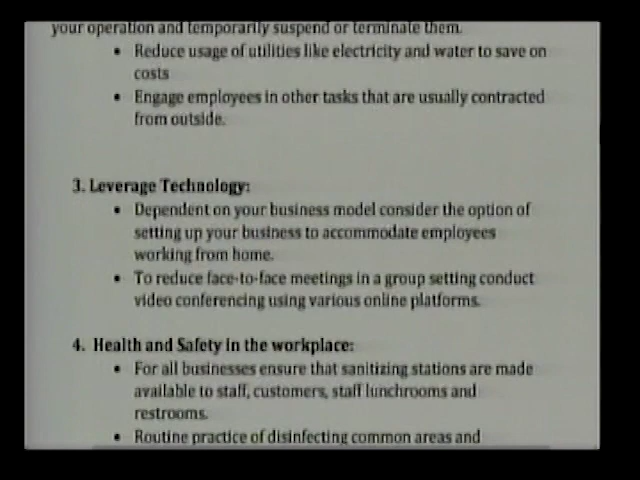 your operation and temporarily suspend or terminate them.
• Reduce usage of utilities like electricity and water to save on
costs
• Engage employees in other tasks that are usually contracted
from outside.
3. Leverage Technology:
• Dependent on your business model consider the option of
setting up your business to accommodate employees
working from home.
• To reduce face-to-face meetings in a group setting conduct
video conferencing using various online platforms.
4. Health and Safety in the workplace:
• For all businesses ensure that sanitizing stations are made
available to staff, customers, staff lunchrooms and
restrooms.
• Routine practice of disinfecting common areas and